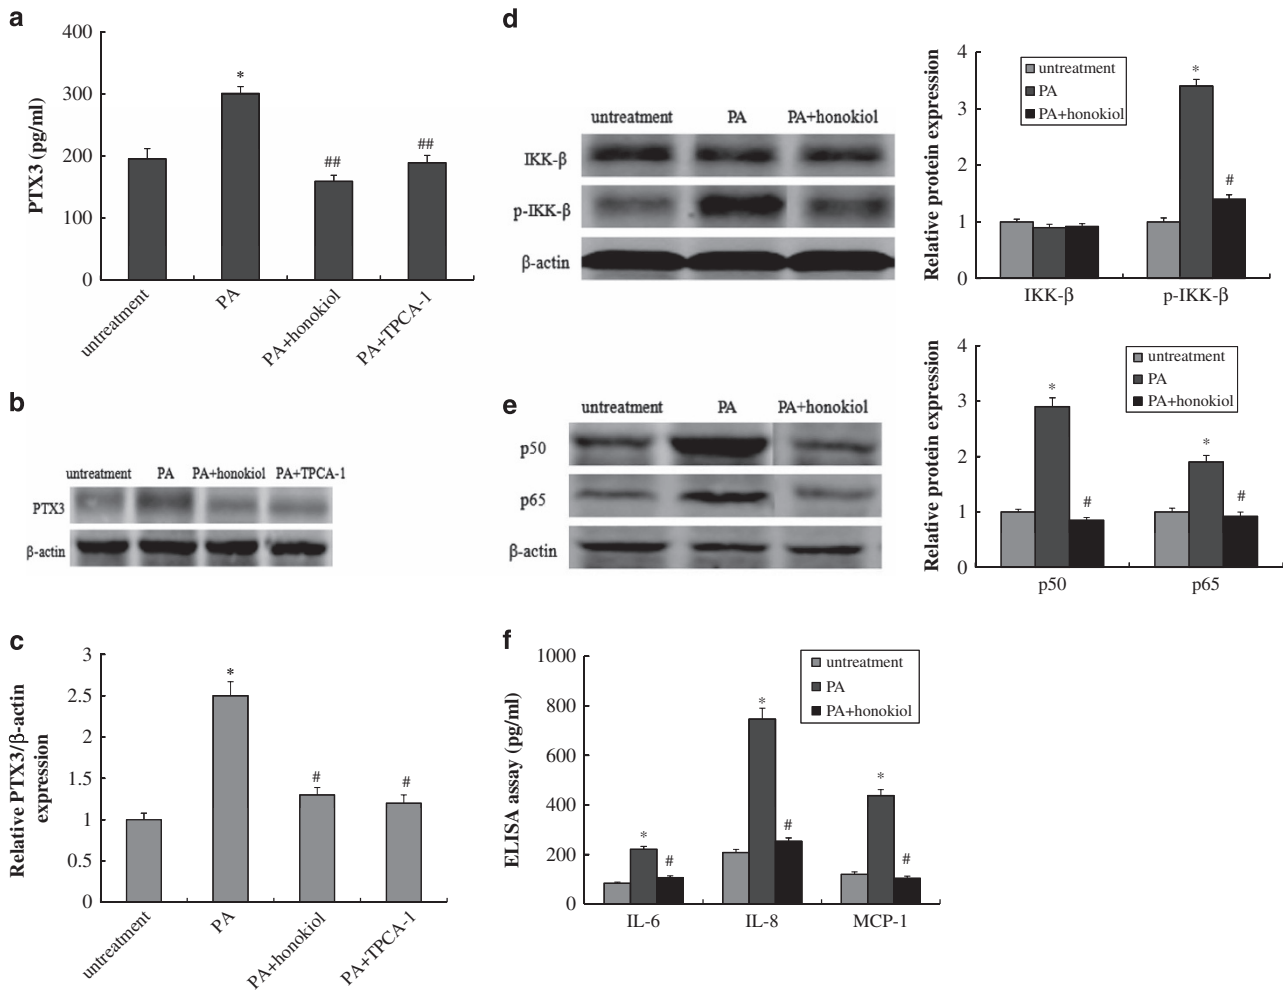 a
400
300
200
100
0
PTX3 (pg/ml)
*
##
##
untreatment
PA
PA+honokiol
PA+TPCA-1
b
untreatment PA PA+honokiol PA+TPCA-1
PTX3
β-actin
c
3
2.5
2
1.5
1
0.5
0
Relative PTX3/β-actin
expression
*
#
#
untreatment
PA
PA+honokiol
PA+TPCA-1
d
untreatment PA PA+honokiol
IKK-β
p-IKK-β
β-actin
4
3
2
1
0
Relative protein expression
untreatment
PA
PA+honokiol
*
#
IKK-β p-IKK-β
e
untreatment PA PA+honokiol
p50
p65
β-actin
4
3
2
1
0
Relative protein expression
untreatment
PA
PA+honokiol
*
#
*
#
p50 p65
f
1000
800
600
400
200
0
ELISA assay (pg/ml)
untreatment
PA
PA+honokiol
*
#
*
#
*
#
IL-6 IL-8 MCP-1